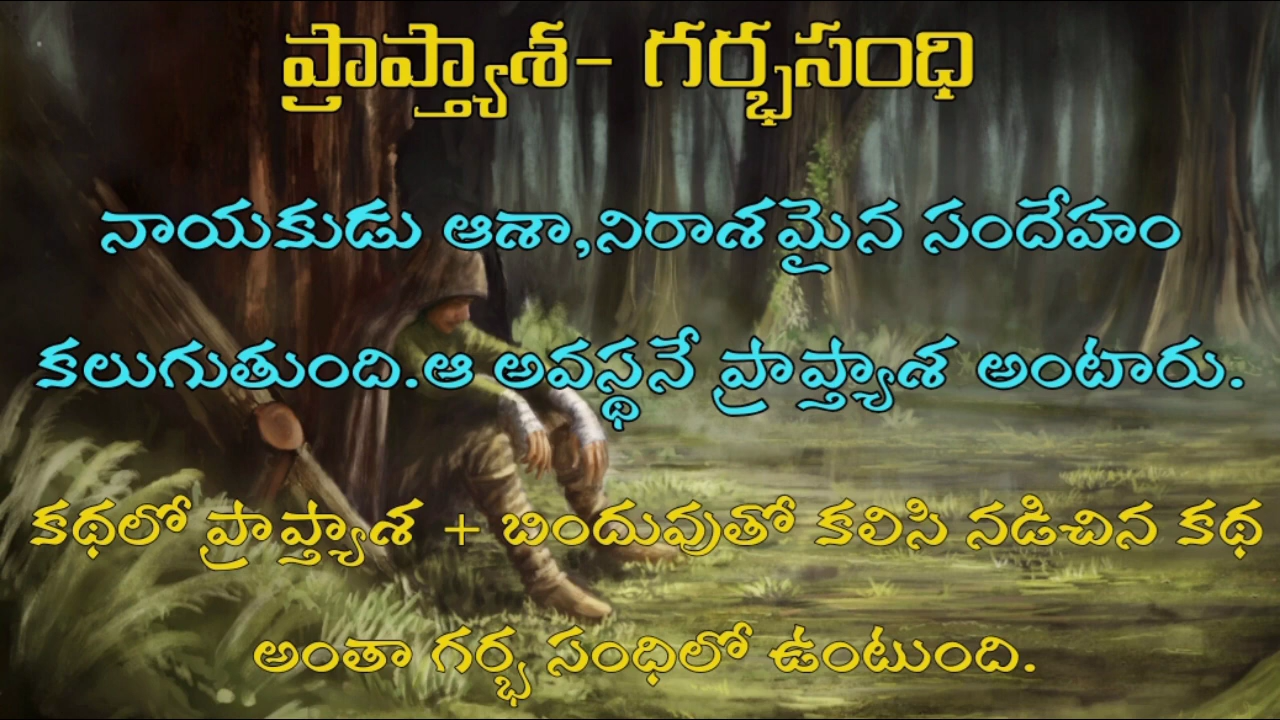 ప్రాప్త్యాశ- గర్భసంధి
నాయకుడు ఆశా,నిరాశమైన సందేహం
కలుగుతుంది.ఆ అవస్థనే ప్రాప్త్యాశ అంటారు.
కథలో ప్రాప్త్యాశ + బిందువుతో కలిసి నడిచిన కథ
అంతా గర్భ సంధిలో ఉంటుంది.